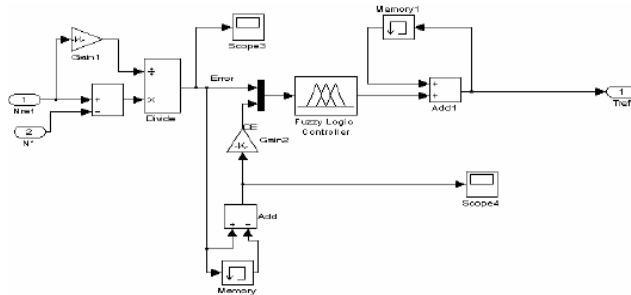 Memory1
Gain1
Scope3
Error
1
Nref
+
-
÷
×
Divide
2
Fuzzy Logic
Controller
+
+
Add1
1
Tref
CE
Gain2
Scope4
Add
+ -
Memory